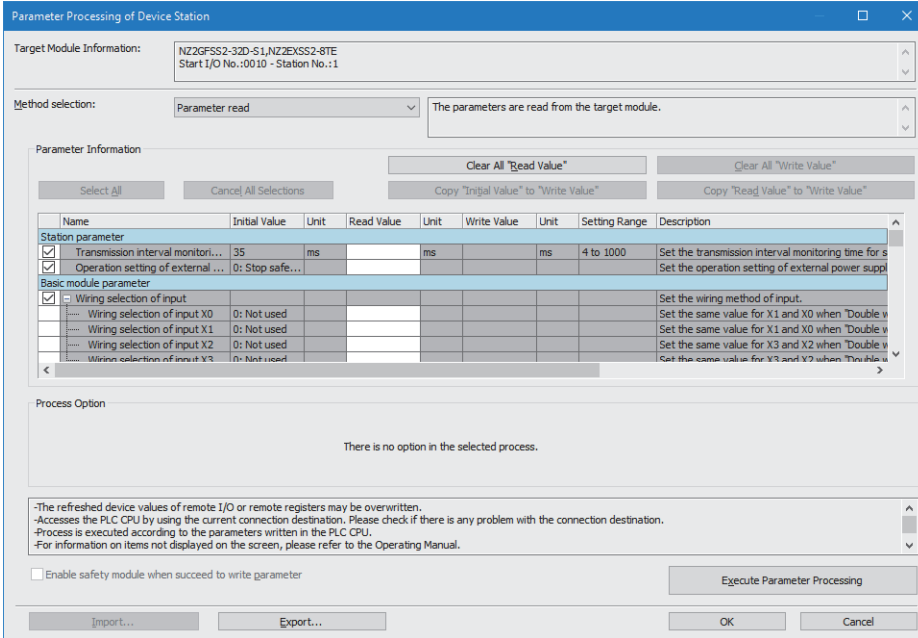 Parameter Processing of Device Station
Target Module Information:
NZ2GFSS2-32D-S1,NZ2EXSS2-8TE
Start I/O No.:0010 - Station No.:1
Method selection:
Parameter read
The parameters are read from the target module.
Parameter Information
Clear All "Read Value"
Clear All "Write Value"
Select All
Cancel All Selections
Copy "Initial Value" to "Write Value"
Copy "Read Value" to "Write Value"
Name Initial Value Unit Read Value Unit Write Value Unit Setting Range Description
Station parameter
Transmission interval monitori... 35 ms ms ms 4 to 1000 Set the transmission interval monitoring time for s
Operation setting of external ... 0: Stop safe... Set the operation setting of external power suppl
Basic module parameter
Wiring selection of input Set the wiring method of input.
Wiring selection of input X0 0: Not used Set the same value for X1 and X0 when "Double w
Wiring selection of input X1 0: Not used Set the same value for X1 and X0 when "Double w
Wiring selection of input X2 0: Not used Set the same value for X3 and X2 when "Double w
Wiring selection of input X3 0: Not used Set the same value for X3 and X2 when "Double w
Process Option
There is no option in the selected process.
-The refreshed device values of remote I/O or remote registers may be overwritten.
-Accesses the PLC CPU by using the current connection destination. Please check if there is any problem with the connection destination.
-Process is executed according to the parameters written in the PLC CPU.
-For information on items not displayed on the screen, please refer to the Operating Manual.
Enable safety module when succeed to write parameter
Execute Parameter Processing
Import...
Export...
OK
Cancel